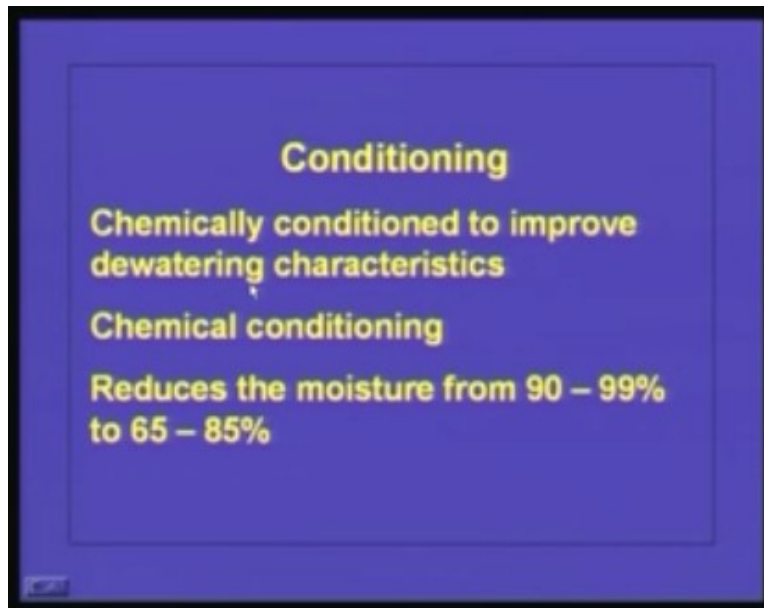 Conditioning
Chemically conditioned to improve
dewatering characteristics
Chemical conditioning
Reduces the moisture from 90 – 99%
to 65 – 85%